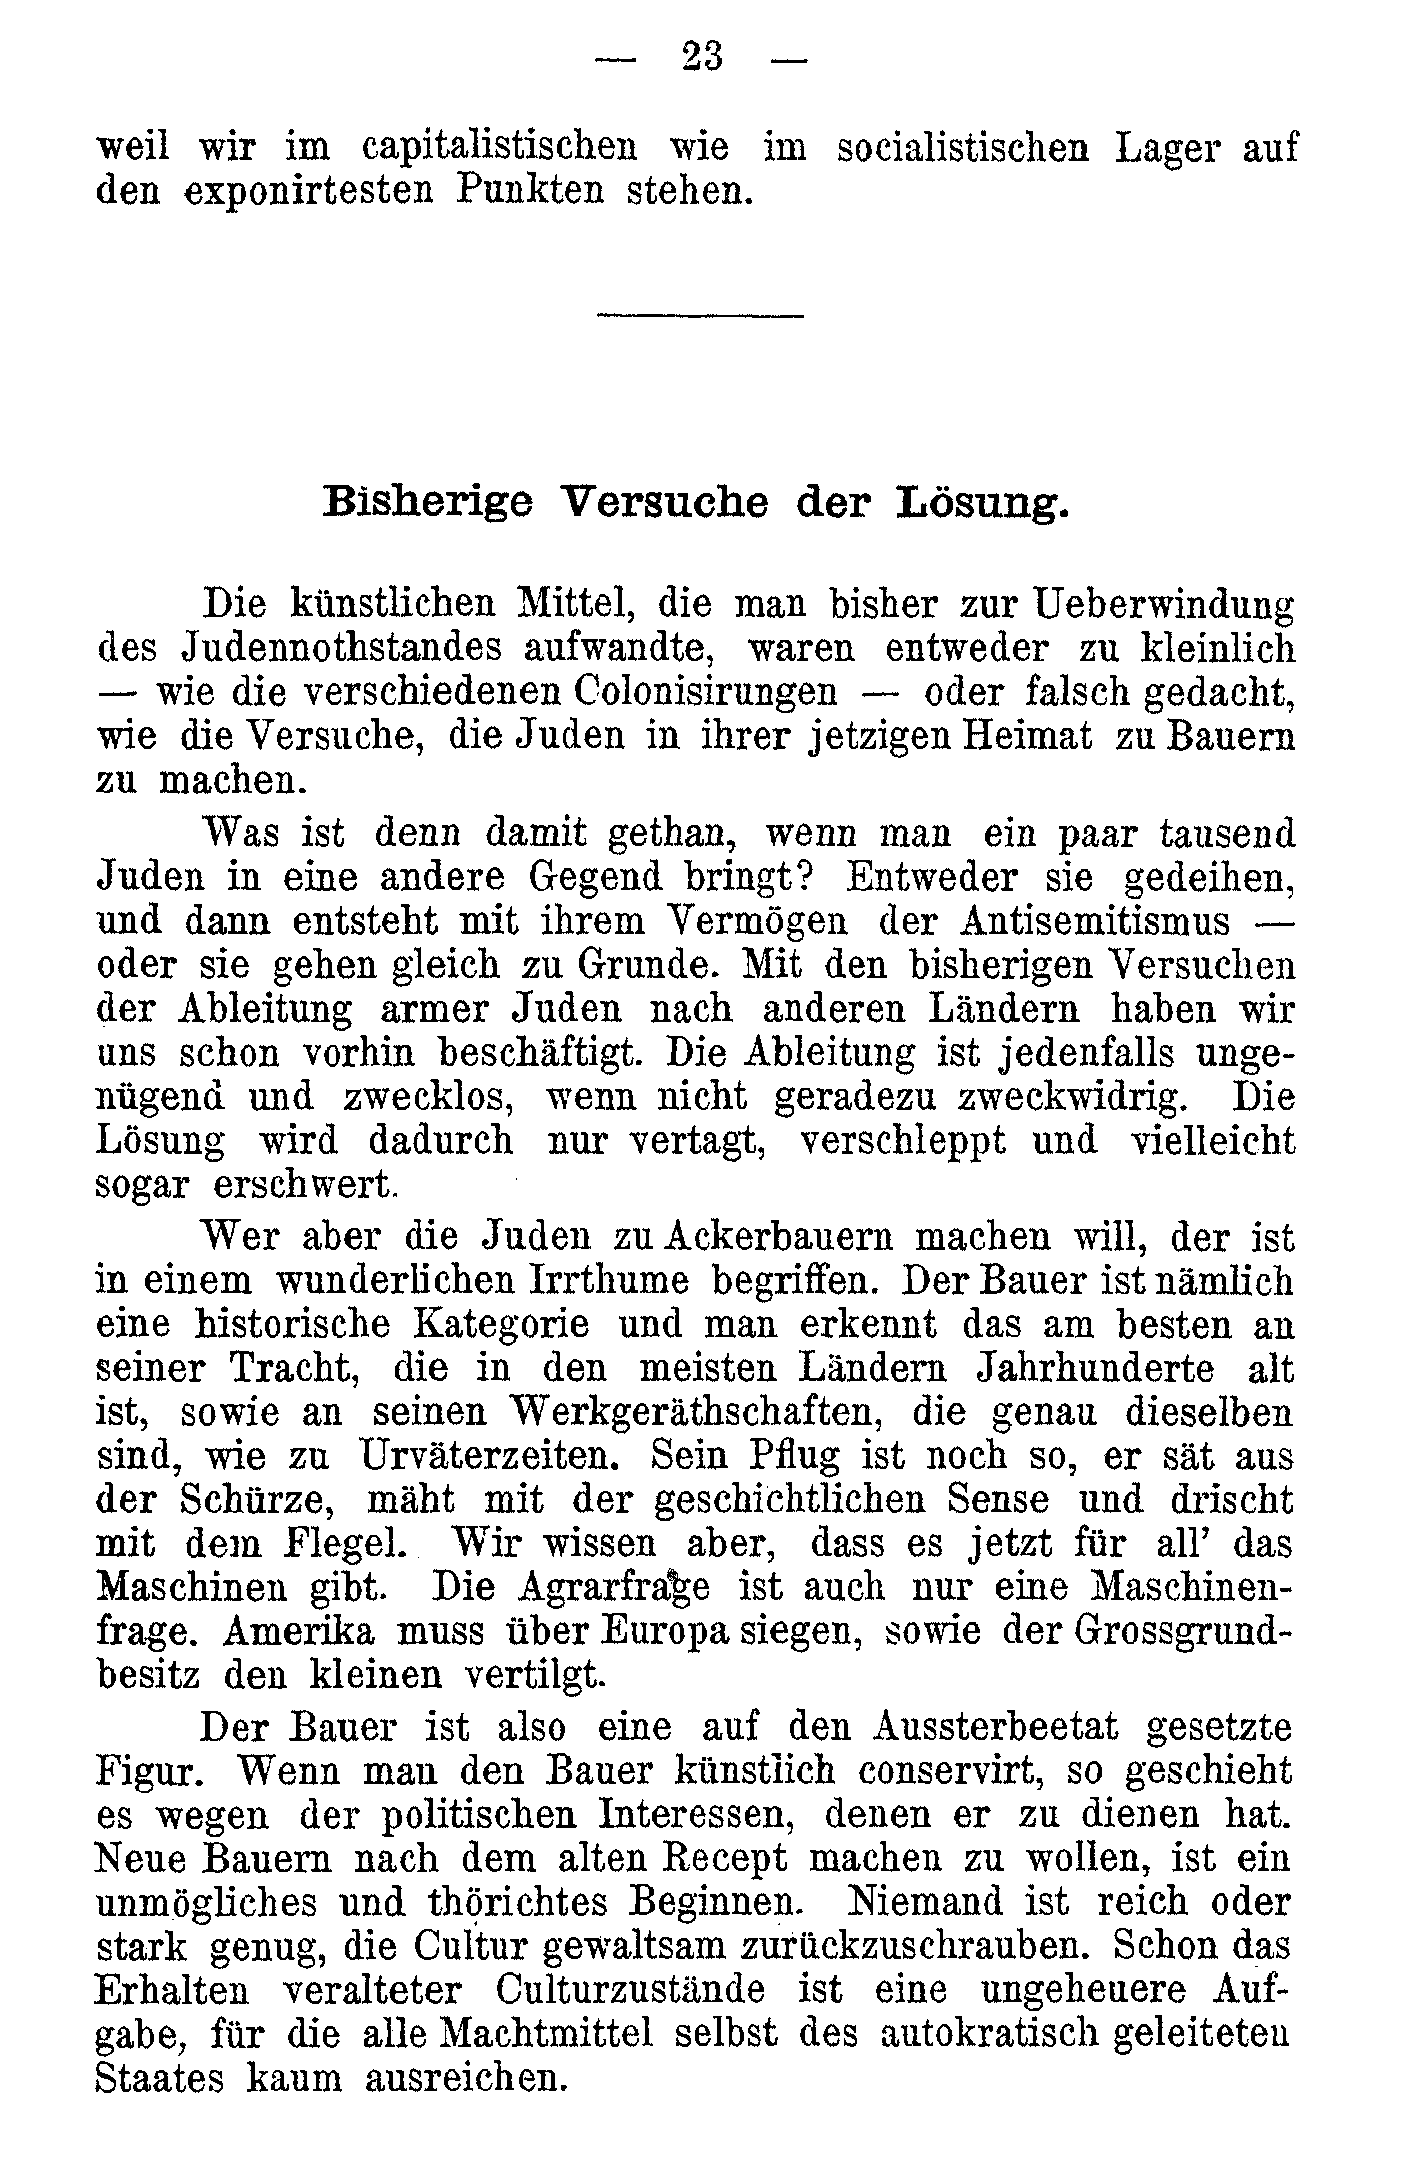 — 23 —
weil wir im capitalistischen wie im socialistischen Lager auf
den exponirtesten Punkten stehen.
Bisherige Versuche der Lösung.
Die künstlichen Mittel, die man bisher zur Ueberwindung
des Judennothstandes aufwandte, waren entweder zu kleinlich
— wie die verschiedenen Colonisirungen — oder falsch gedacht,
wie die Versuche, die Juden in ihrer jetzigen Heimat zu Bauern
zu machen.
Was ist denn damit gethan, wenn man ein paar tausend
Juden in eine andere Gegend bringt? Entweder sie gedeihen,
und dann entsteht mit ihrem Vermögen der Antisemitismus —
oder sie gehen gleich zu Grunde. Mit den bisherigen Versuchen
der Ableitung armer Juden nach anderen Ländern haben wir
uns schon vorhin beschäftigt. Die Ableitung ist jedenfalls unge-
nügend und zwecklos, wenn nicht geradezu zweckwidrig. Die
Lösung wird dadurch nur vertagt, verschleppt und vielleicht
sogar erschwert.
Wer aber die Juden zu Ackerbauern machen will, der ist
in einem wunderlichen Irrthume begriffen. Der Bauer ist nämlich
eine historische Kategorie und man erkennt das am besten an
seiner Tracht, die in den meisten Ländern Jahrhunderte alt
ist, sowie an seinen Werkgeräthschaften, die genau dieselben
sind, wie zu Urväterzeiten. Sein Pflug ist noch so, er sät aus
der Schürze, mäht mit der geschichtlichen Sense und drischt
mit dem Flegel. Wir wissen aber, dass es jetzt für all’ das
Maschinen gibt. Die Agrarfrage ist auch nur eine Maschinen-
frage. Amerika muss über Europa siegen, sowie der Grossgrund-
besitz den kleinen vertilgt.
Der Bauer ist also eine auf den Aussterbeetat gesetzte
Figur. Wenn man den Bauer künstlich conservirt, so geschieht
es wegen der politischen Interessen, denen er zu dienen hat.
Neue Bauern nach dem alten Recept machen zu wollen, ist ein
unmögliches und thörichtes Beginnen. Niemand ist reich oder
stark genug, die Cultur gewaltsam zurückzuschrauben. Schon das
Erhalten veralteter Culturzustände ist eine ungeheuere Auf-
gabe, für die alle Machtmittel selbst des autokratisch geleiteten
Staates kaum ausreichen.